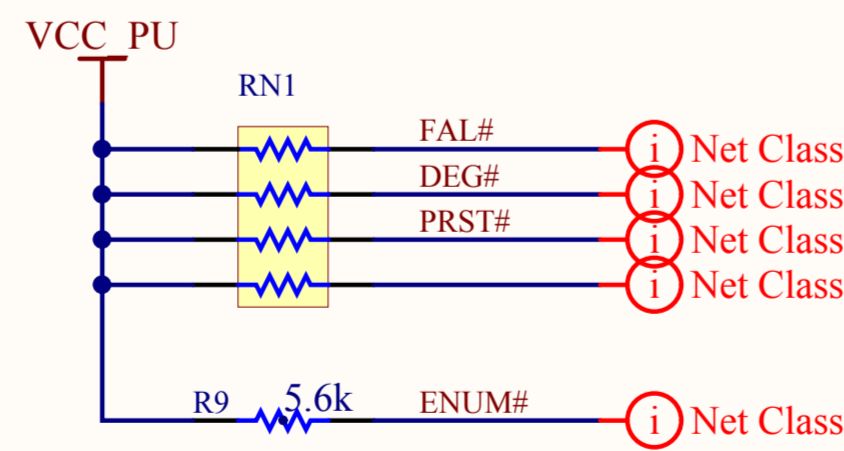 VCC_PU
RN1
FAL#
i Net Class
DEG#
i Net Class
PRST#
i Net Class
i Net Class
R9
5.6k
ENUM#
i Net Class